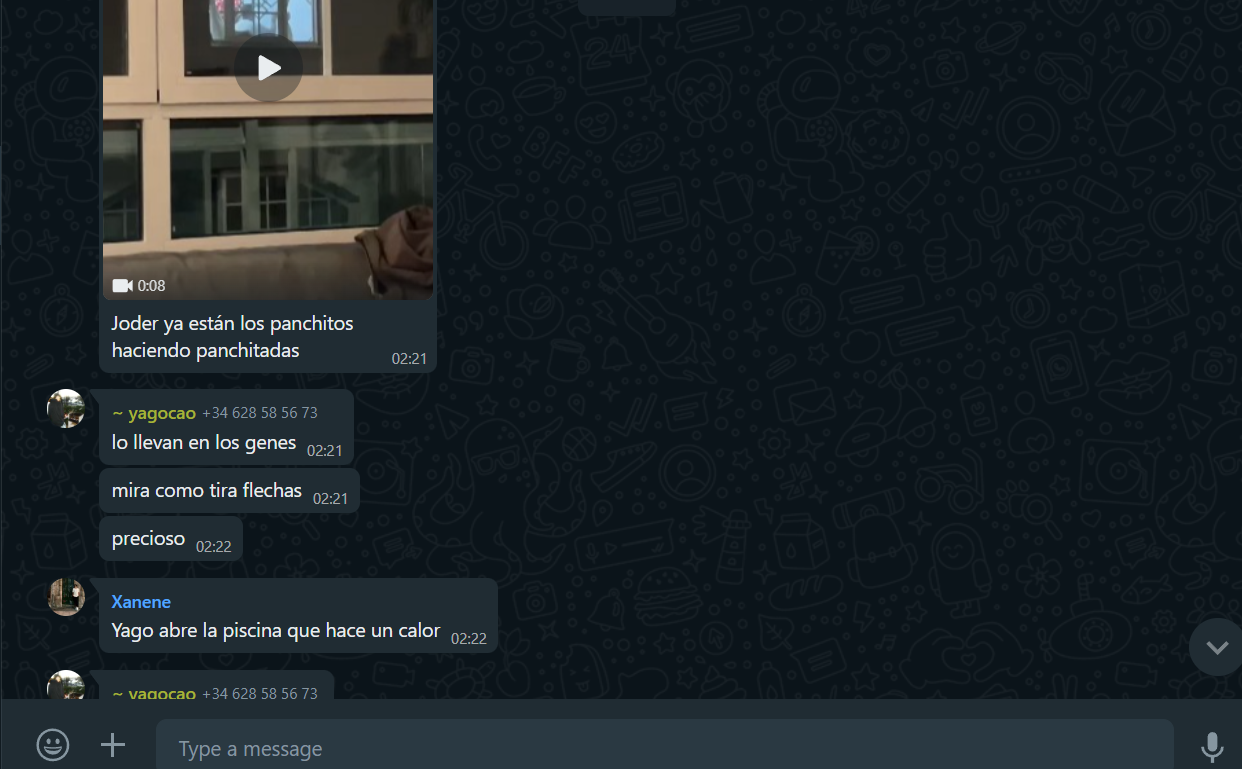 0:08
Joder ya están los panchitos
haciendo panchitadas 02:21
~ yagocao +34 628 58 56 73
lo llevan en los genes 02:21
mira como tira flechas 02:21
precioso 02:22
Xanene
Yago abre la piscina que hace un calor 02:22
~ yagocao +34 628 58 56 73
Type a message